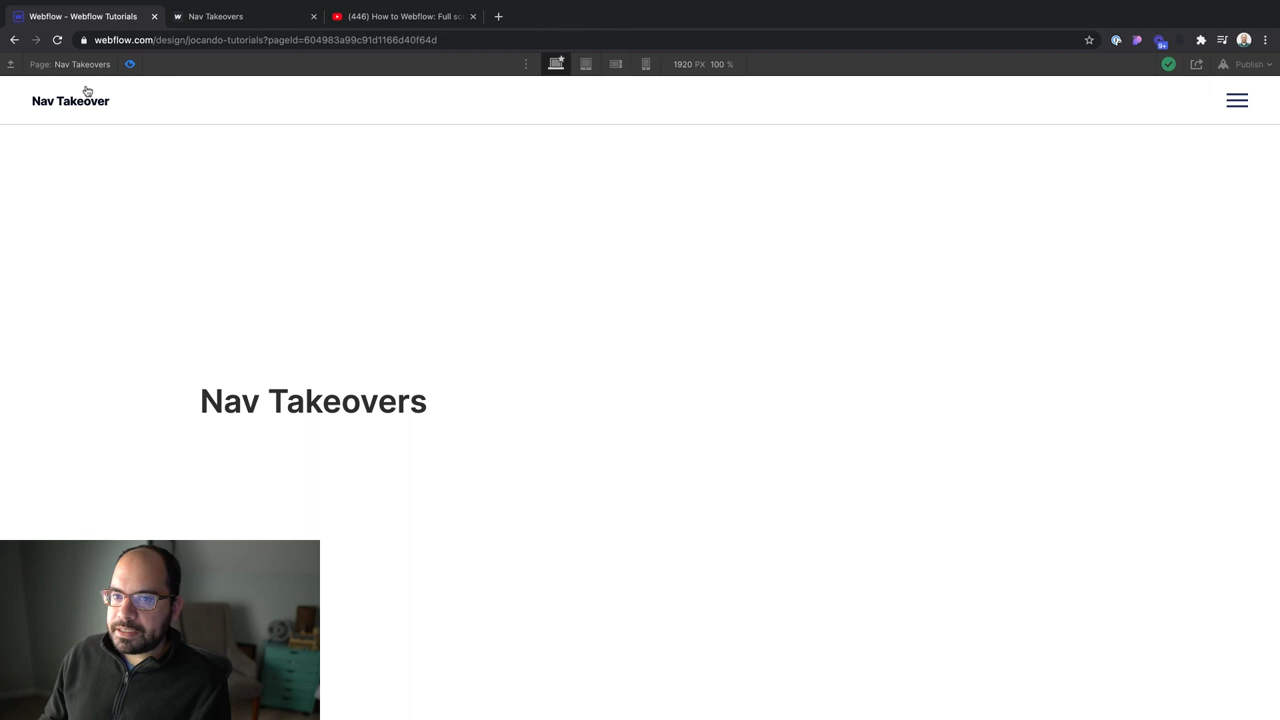 Webflow - Webflow Tutorials
Nav Takeovers
(446) How to Webflow: Full sc
webflow.com/design/jocando-tutorials?pageId=604983a99c91d1166d40f64d
9+
Page: Nav Takeovers
1920 PX 100 %
Publish
Nav Takeover
Nav Takeovers